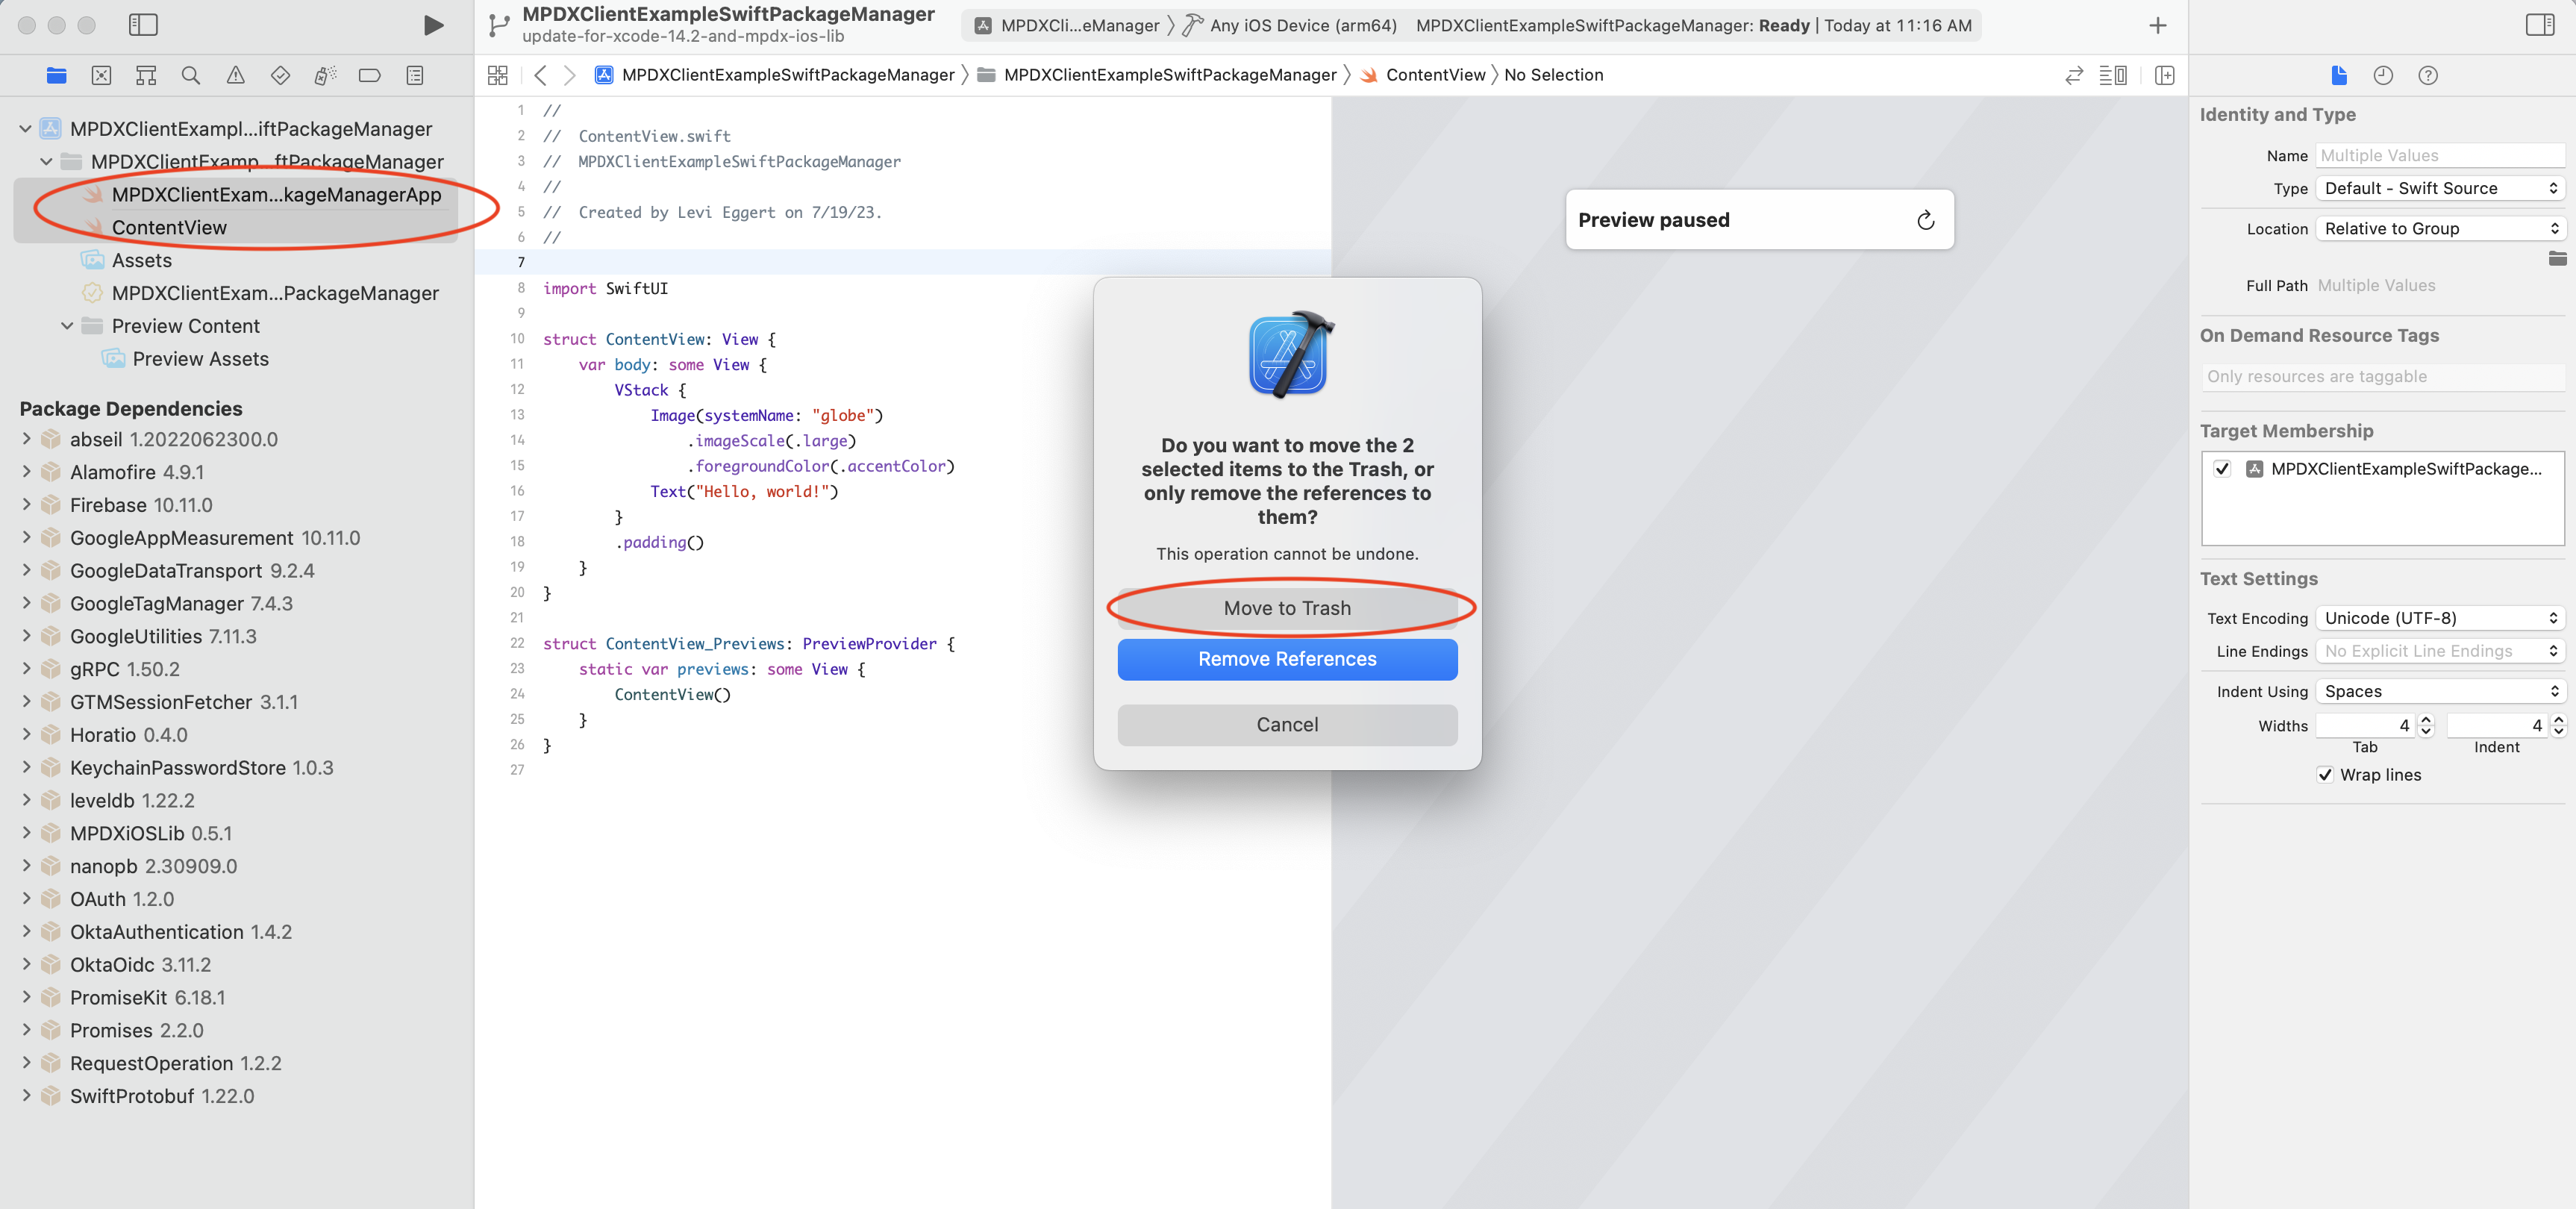 MPDXClientExampleSwiftPackageManager
update-for-xcode-14.2-and-mpdx-ios-lib
MPDXCli...eManager
Any iOS Device (arm64)
MPDXClientExampleSwiftPackageManager: Ready | Today at 11:16 AM
MPDXClientExampleSwiftPackageManager
MPDXClientExampleSwiftPackageManager
ContentView
No Selection
MPDXClientExampl...iftPackageManager
MPDXClientExamp...ftPackageManager
MPDXClientExam...kageManagerApp
ContentView
Assets
MPDXClientExam...PackageManager
Preview Content
Preview Assets
Package Dependencies
abseil 1.2022062300.0
Alamofire 4.9.1
Firebase 10.11.0
GoogleAppMeasurement 10.11.0
GoogleDataTransport 9.2.4
GoogleTagManager 7.4.3
GoogleUtilities 7.11.3
gRPC 1.50.2
GTMSessionFetcher 3.1.1
Horatio 0.4.0
KeychainPasswordStore 1.0.3
leveldb 1.22.2
MPDXiOSLib 0.5.1
nanopb 2.30909.0
OAuth 1.2.0
OktaAuthentication 1.4.2
OktaOidc 3.11.2
PromiseKit 6.18.1
Promises 2.2.0
RequestOperation 1.2.2
SwiftProtobuf 1.22.0
1 //
2 //  ContentView.swift
3 //  MPDXClientExampleSwiftPackageManager
4 //
5 //  Created by Levi Eggert on 7/19/23.
6 //
7
8 import SwiftUI
9
10 struct ContentView: View {
11     var body: some View {
12         VStack {
13             Image(systemName: "globe")
14                 .imageScale(.large)
15                 .foregroundColor(.accentColor)
16             Text("Hello, world!")
17         }
18         .padding()
19     }
20 }
21
22 struct ContentView_Previews: PreviewProvider {
23     static var previews: some View {
24         ContentView()
25     }
26 }
27
Preview paused
Do you want to move the 2
selected items to the Trash, or
only remove the references to
them?
This operation cannot be undone.
Move to Trash
Remove References
Cancel
Identity and Type
Name Multiple Values
Type Default - Swift Source
Location Relative to Group
Full Path Multiple Values
On Demand Resource Tags
Only resources are taggable
Target Membership
MPDXClientExampleSwiftPackage...
Text Settings
Text Encoding Unicode (UTF-8)
Line Endings No Explicit Line Endings
Indent Using Spaces
Widths 4 4
Tab Indent
Wrap lines